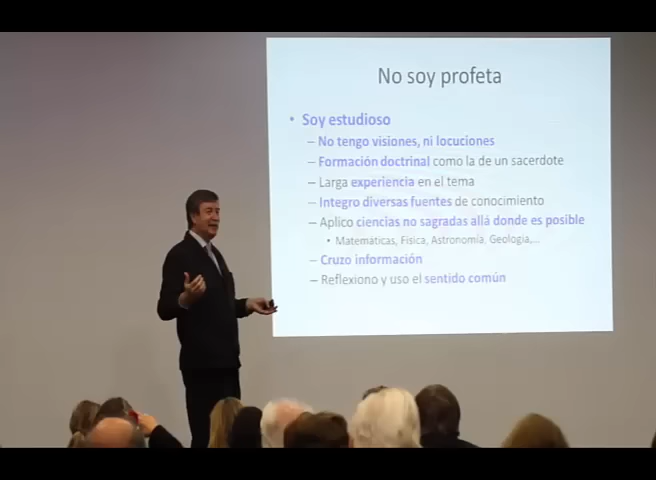 No soy profeta
• Soy estudioso
– No tengo visiones, ni locuciones
– Formación doctrinal como la de un sacerdote
– Larga experiencia en el tema
– Integro diversas fuentes de conocimiento
– Aplico ciencias no sagradas allá donde es posible
• Matemáticas, Física, Astronomía, Geología,...
– Cruzo información
– Reflexiono y uso el sentido común